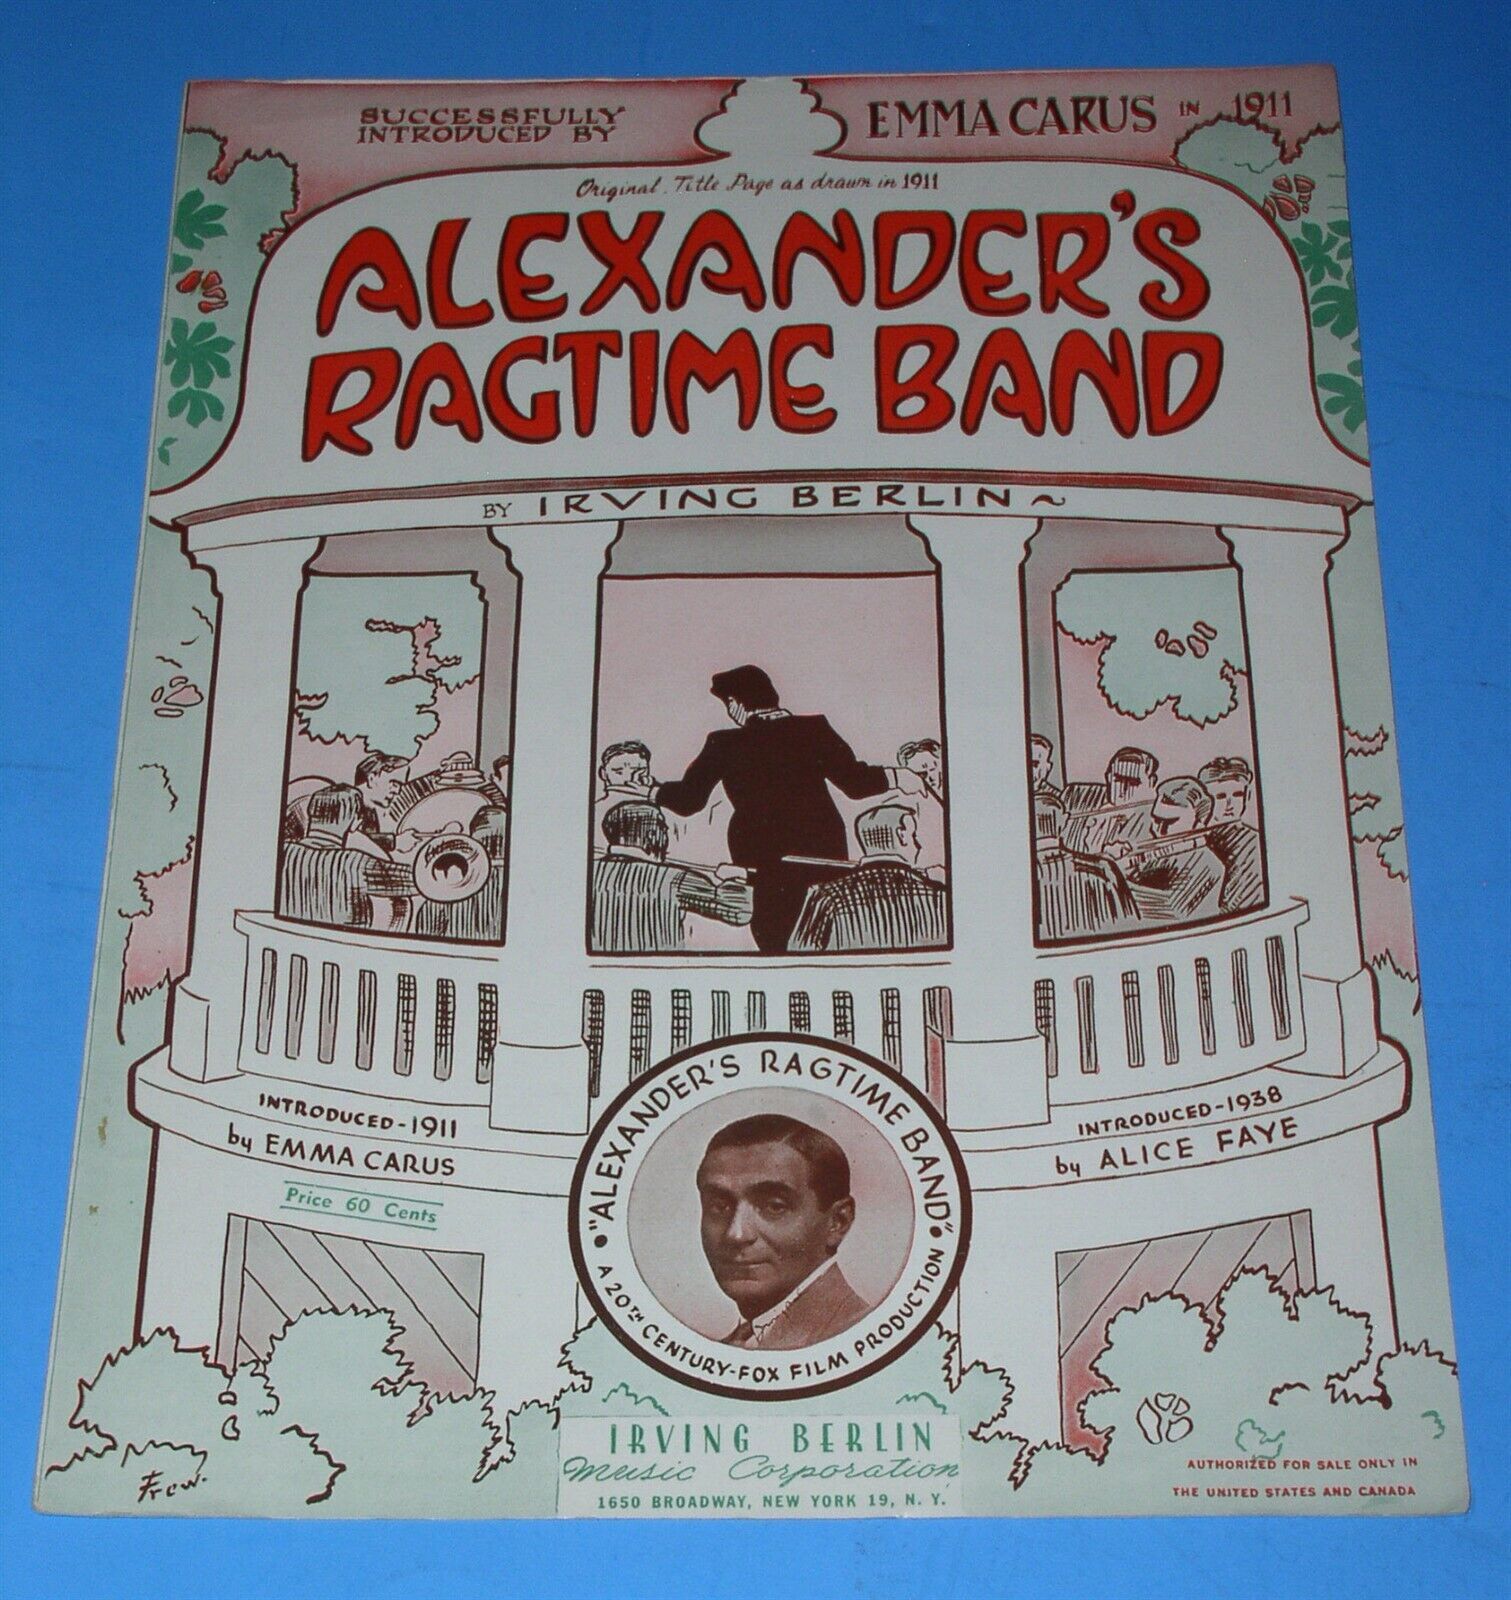 SUCCESSFULLY
INTRODUCED BY
EMMA CARUS IN 1911
Original Title Page as drawn in 1911
ALEXANDER'S
RAGTIME BAND
BY IRVING BERLIN~
INTRODUCED-1911
by EMMA CARUS
Price 60 Cents
INTRODUCED-1938
by ALICE FAYE
•"ALEXANDER'S RAGTIME BAND"•
A 20TH CENTURY-FOX FILM PRODUCTION
IRVING BERLIN
Music Corporation
1650 BROADWAY, NEW YORK 19, N. Y.
Frew.
AUTHORIZED FOR SALE ONLY IN
THE UNITED STATES AND CANADA